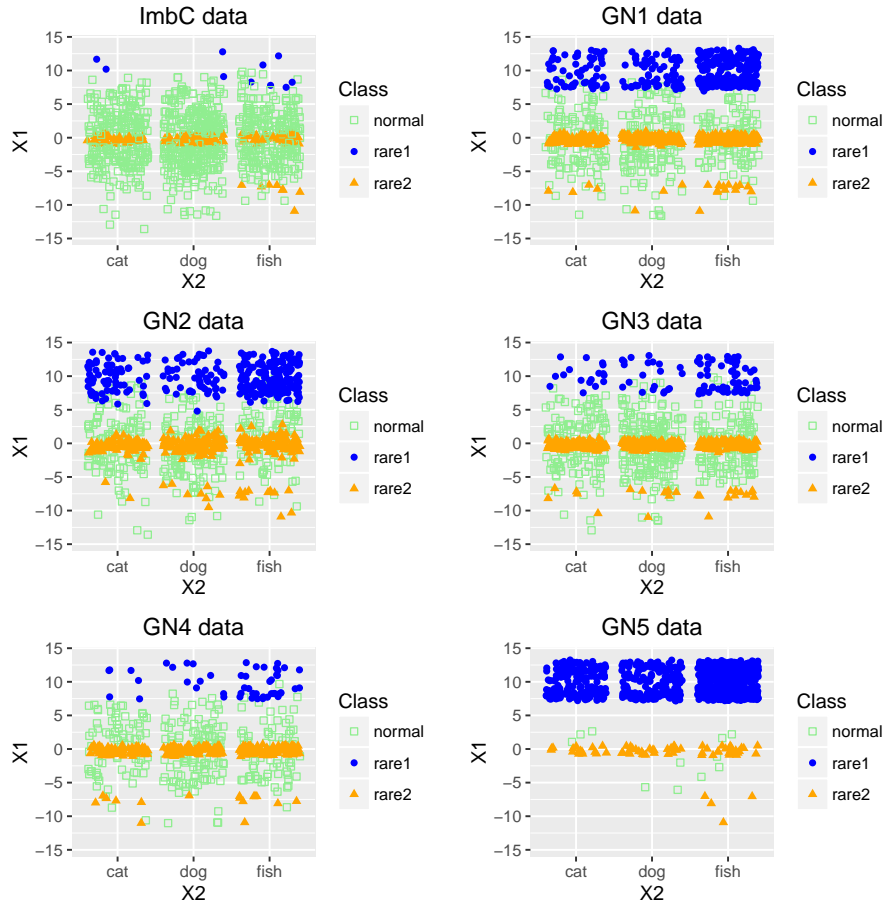 ImbC data
15
10
5
0
−5
−10
−15
X1
cat dog fish
X2
Class
normal
rare1
rare2
GN1 data
15
10
5
0
−5
−10
−15
X1
cat dog fish
X2
Class
normal
rare1
rare2
GN2 data
15
10
5
0
−5
−10
−15
X1
cat dog fish
X2
Class
normal
rare1
rare2
GN3 data
15
10
5
0
−5
−10
−15
X1
cat dog fish
X2
Class
normal
rare1
rare2
GN4 data
15
10
5
0
−5
−10
−15
X1
cat dog fish
X2
Class
normal
rare1
rare2
GN5 data
15
10
5
0
−5
−10
−15
X1
cat dog fish
X2
Class
normal
rare1
rare2